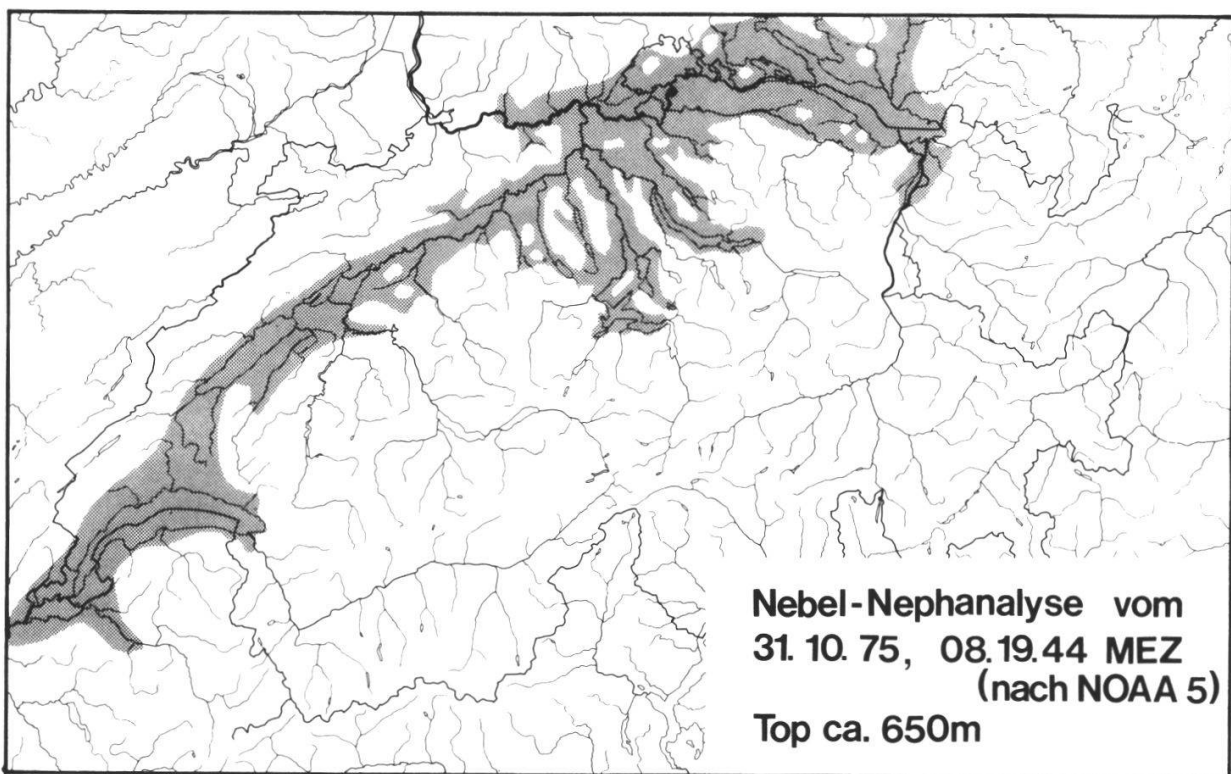 Nebel-Nephanalyse vom
31. 10. 75, 08.19.44 MEZ
(nach NOAA 5)
Top ca. 650m